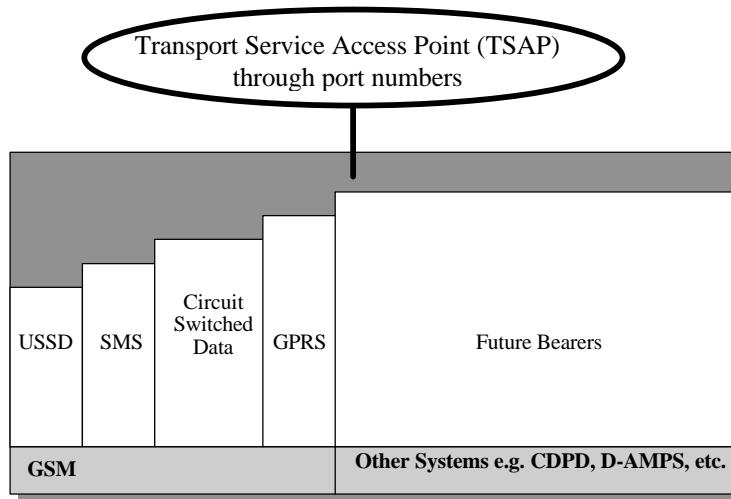 Transport Service Access Point (TSAP)
through port numbers
USSD
SMS
Circuit
Switched
Data
GPRS
Future Bearers
GSM
Other Systems e.g. CDPD, D-AMPS, etc.